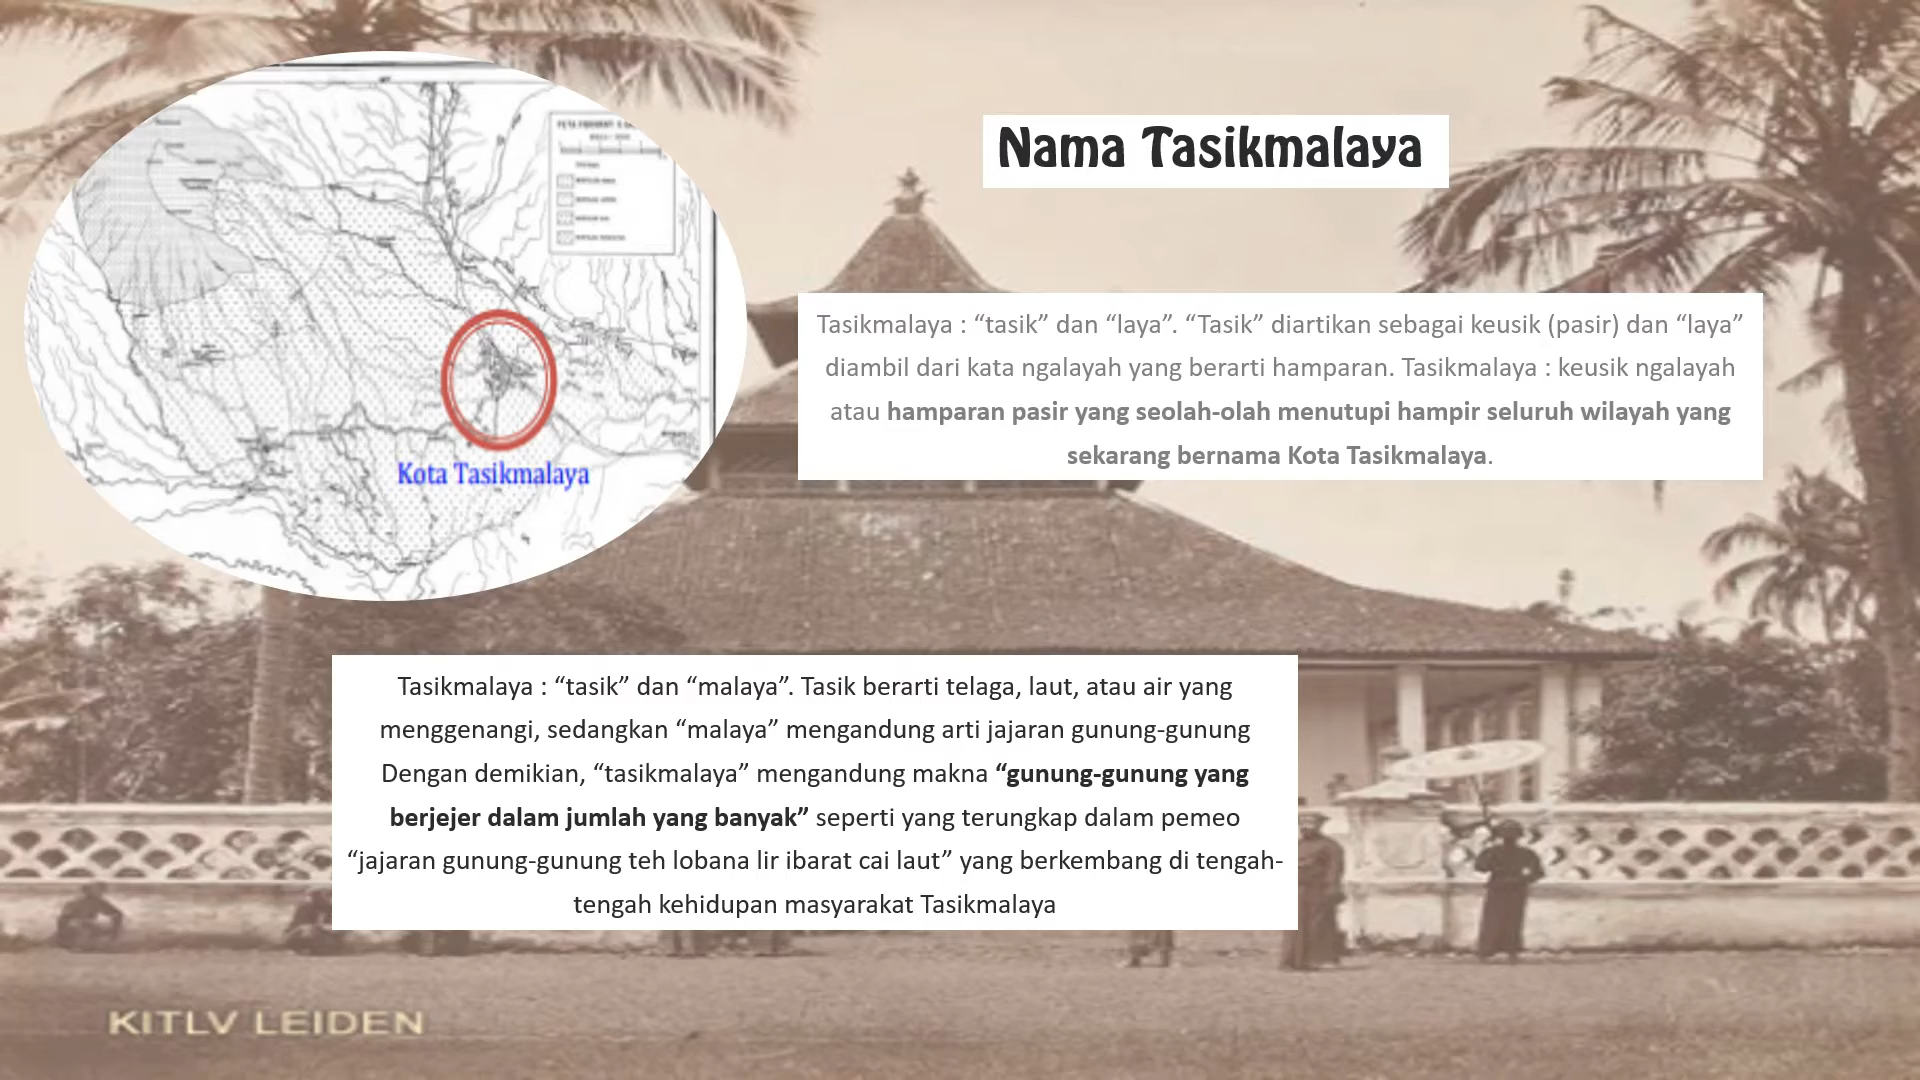 Nama Tasikmalaya
Tasikmalaya : “tasik” dan “laya”. “Tasik” diartikan sebagai keusik (pasir) dan “laya”
diambil dari kata ngalayah yang berarti hamparan. Tasikmalaya : keusik ngalayah
atau hamparan pasir yang seolah-olah menutupi hampir seluruh wilayah yang
sekarang bernama Kota Tasikmalaya.
Kota Tasikmalaya
Tasikmalaya : “tasik” dan “malaya”. Tasik berarti telaga, laut, atau air yang
menggenangi, sedangkan “malaya” mengandung arti jajaran gunung-gunung
Dengan demikian, “tasikmalaya” mengandung makna “gunung-gunung yang
berjejer dalam jumlah yang banyak” seperti yang terungkap dalam pemeo
“jajaran gunung-gunung teh lobana lir ibarat cai laut” yang berkembang di tengah-
tengah kehidupan masyarakat Tasikmalaya
KITLV LEIDEN